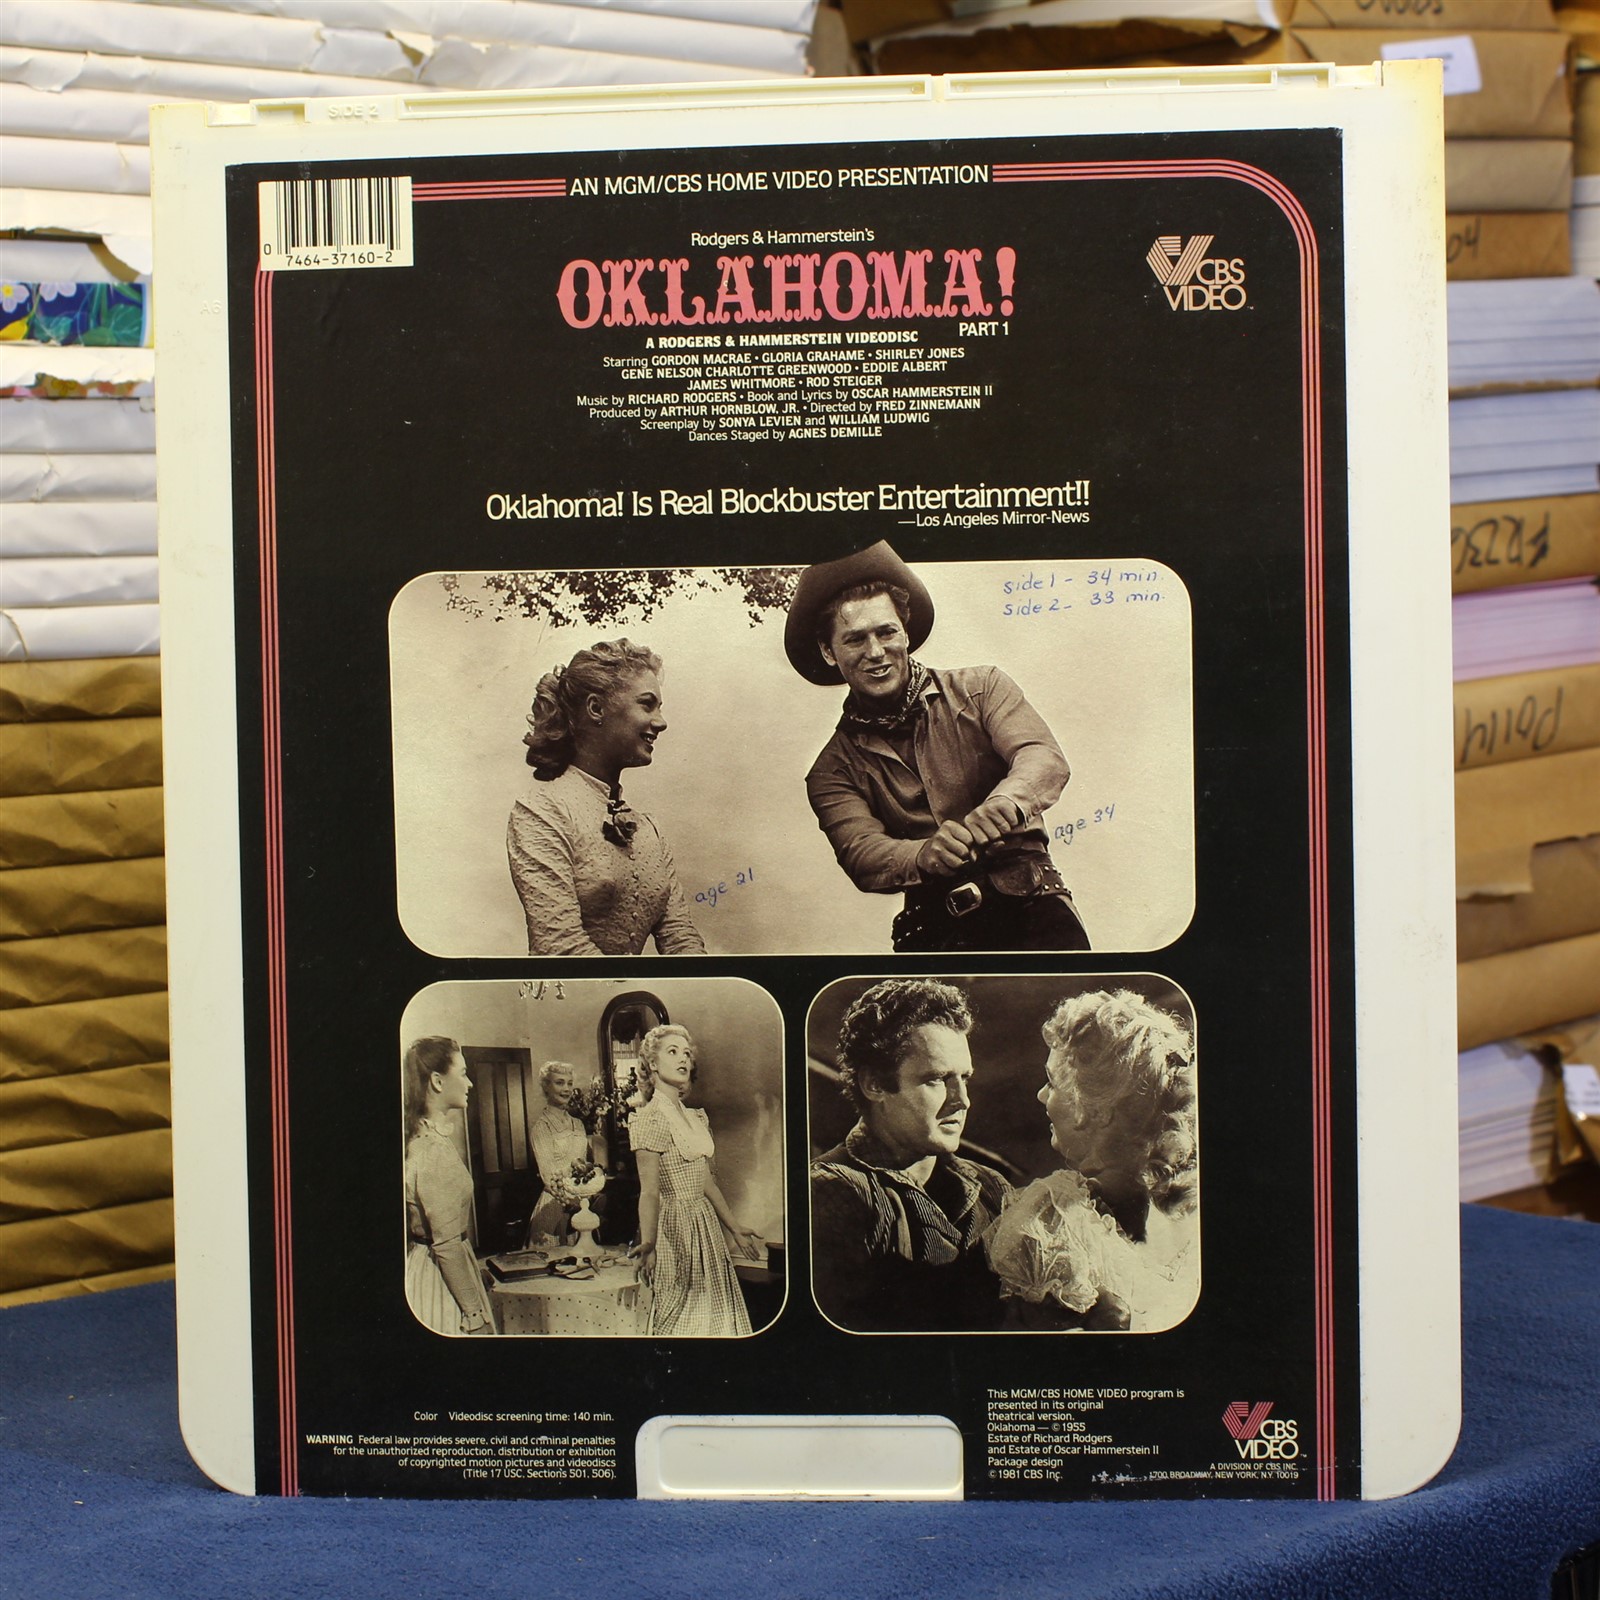 SIDE 2
AN MGM/CBS HOME VIDEO PRESENTATION
0 7464-37160-2
Rodgers & Hammerstein's
OKLAHOMA!
PART 1
CBS
VIDEO
A RODGERS & HAMMERSTEIN VIDEODISC
Starring GORDON MACRAE • GLORIA GRAHAME • SHIRLEY JONES
GENE NELSON CHARLOTTE GREENWOOD • EDDIE ALBERT
JAMES WHITMORE • ROD STEIGER
Music by RICHARD RODGERS • Book and Lyrics by OSCAR HAMMERSTEIN II
Produced by ARTHUR HORNBLOW, JR. • Directed by FRED ZINNEMANN
Screenplay by SONYA LEVIEN and WILLIAM LUDWIG
Dances Staged by AGNES DEMILLE
Oklahoma! Is Real Blockbuster Entertainment!!
—Los Angeles Mirror-News
side 1 - 34 min.
side 2 - 33 min.
age 34
age 21
Color Videodisc screening time: 140 min.
WARNING Federal law provides severe, civil and criminal penalties
for the unauthorized reproduction, distribution or exhibition
of copyrighted motion pictures and videodiscs
(Title 17 USC, Sections 501, 506).
This MGM/CBS HOME VIDEO program is
presented in its original
theatrical version.
Oklahoma — ©1955
Estate of Richard Rodgers
and Estate of Oscar Hammerstein II
Package design
©1981 CBS Inc.
CBS
VIDEO
A DIVISION OF CBS INC.
1700 BROADWAY, NEW YORK, N.Y. 10019
Polly